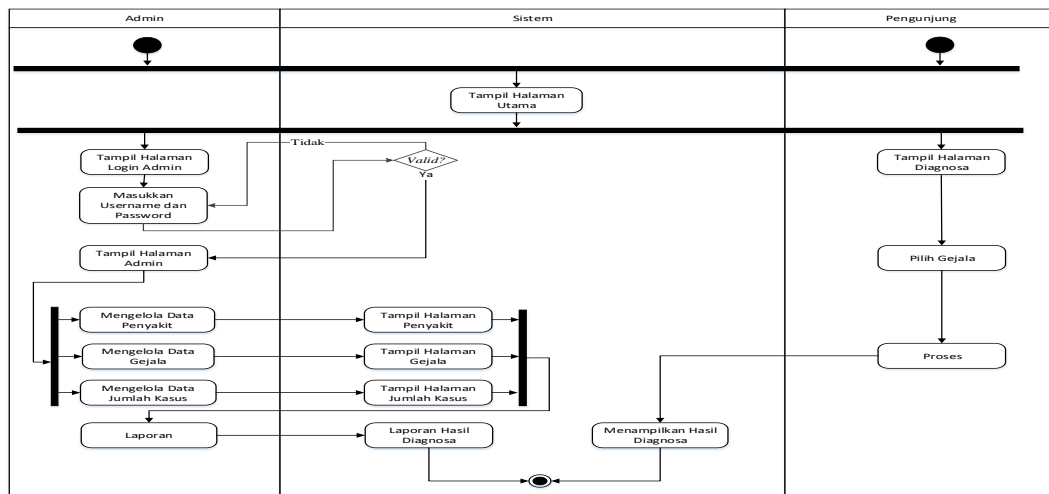 Admin
Sistem
Pengunjung
Tampil Halaman
Utama
Tampil Halaman
Login Admin
Tidak
Valid?
Ya
Tampil Halaman
Diagnosa
Masukkan
Username dan
Password
Tampil Halaman
Admin
Pilih Gejala
Mengelola Data
Penyakit
Tampil Halaman
Penyakit
Mengelola Data
Gejala
Tampil Halaman
Gejala
Proses
Mengelola Data
Jumlah Kasus
Tampil Halaman
Jumlah Kasus
Laporan
Laporan Hasil
Diagnosa
Menampilkan Hasil
Diagnosa